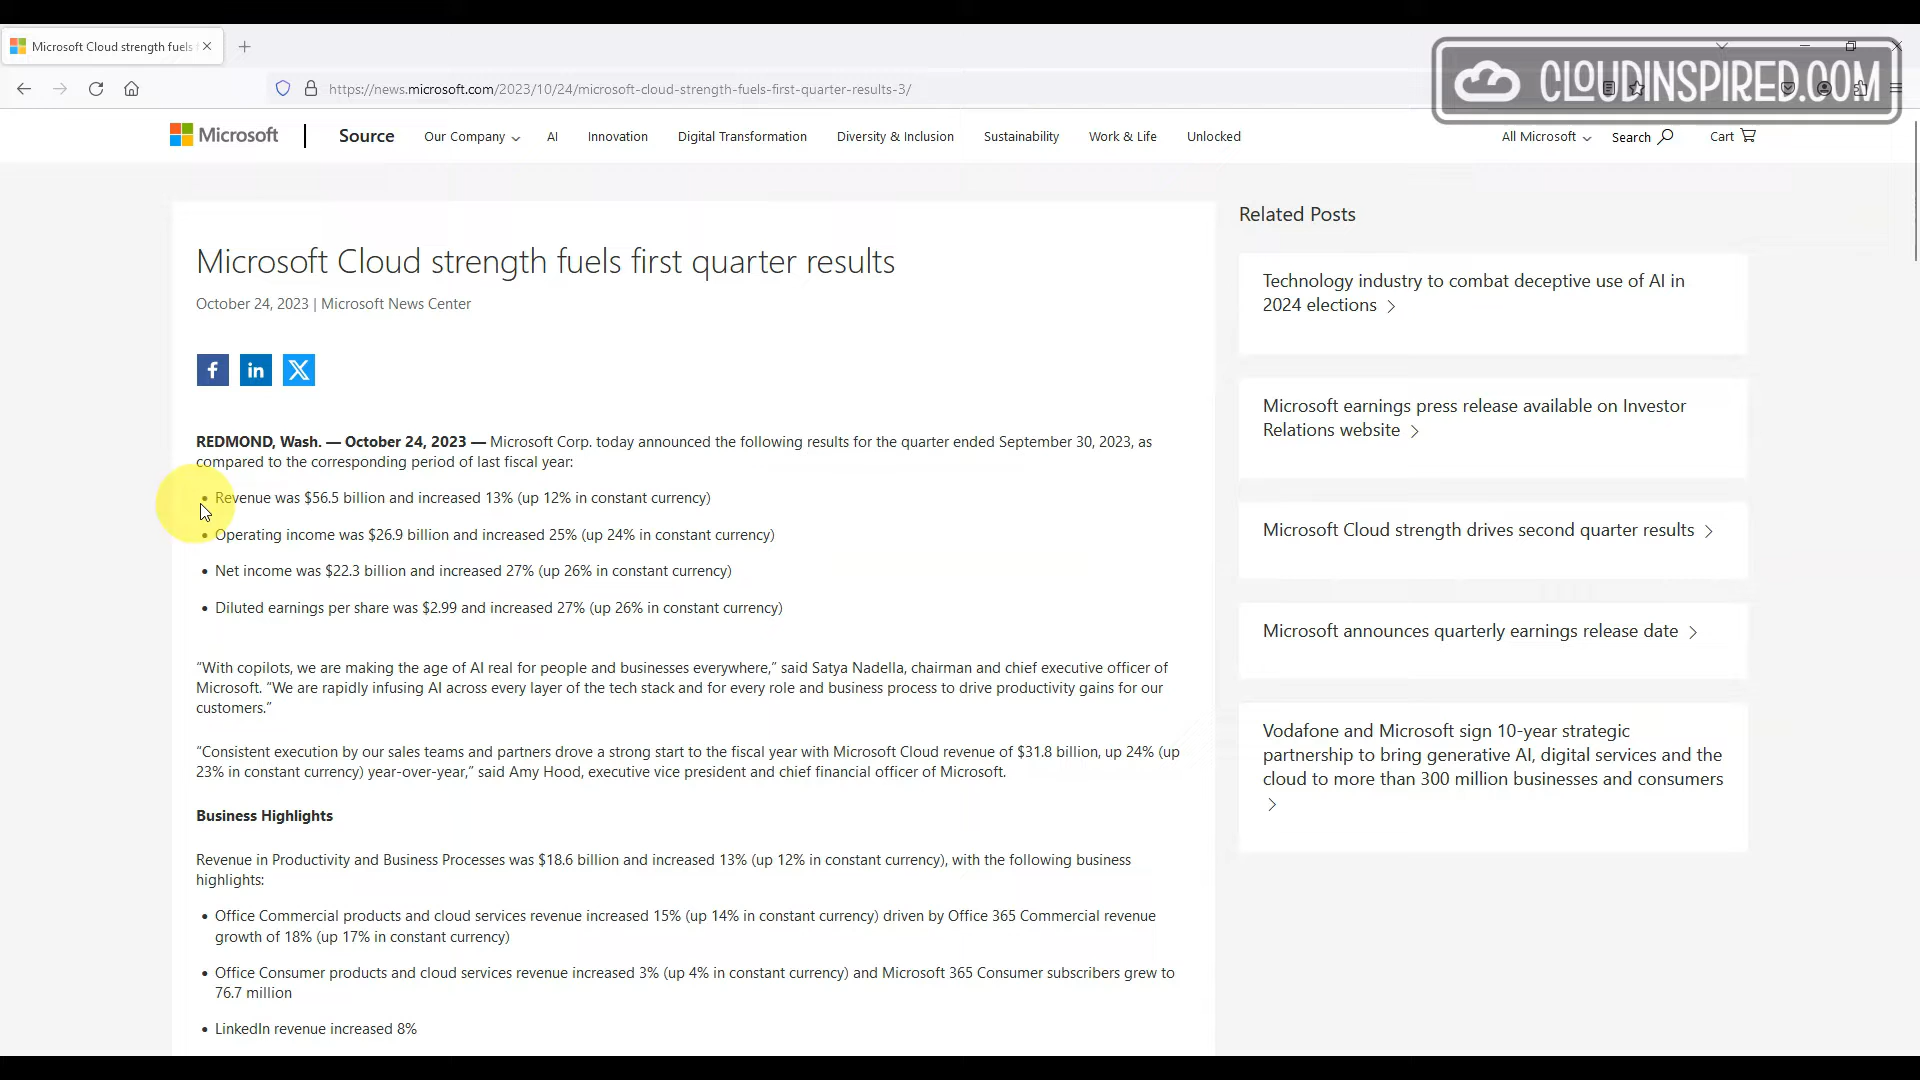 Microsoft Cloud strength fuels f
CLOUDINSPIRED.COM
https://news.microsoft.com/2023/10/24/microsoft-cloud-strength-fuels-first-quarter-results-3/
Microsoft
Source
Our Company
AI
Innovation
Digital Transformation
Diversity & Inclusion
Sustainability
Work & Life
Unlocked
All Microsoft
Search
Cart
Microsoft Cloud strength fuels first quarter results
October 24, 2023 | Microsoft News Center
REDMOND, Wash. — October 24, 2023 — Microsoft Corp. today announced the following results for the quarter ended September 30, 2023, as
compared to the corresponding period of last fiscal year:
• Revenue was $56.5 billion and increased 13% (up 12% in constant currency)
• Operating income was $26.9 billion and increased 25% (up 24% in constant currency)
• Net income was $22.3 billion and increased 27% (up 26% in constant currency)
• Diluted earnings per share was $2.99 and increased 27% (up 26% in constant currency)
“With copilots, we are making the age of AI real for people and businesses everywhere,” said Satya Nadella, chairman and chief executive officer of
Microsoft. “We are rapidly infusing AI across every layer of the tech stack and for every role and business process to drive productivity gains for our
customers.”
“Consistent execution by our sales teams and partners drove a strong start to the fiscal year with Microsoft Cloud revenue of $31.8 billion, up 24% (up
23% in constant currency) year-over-year,” said Amy Hood, executive vice president and chief financial officer of Microsoft.
Business Highlights
Revenue in Productivity and Business Processes was $18.6 billion and increased 13% (up 12% in constant currency), with the following business
highlights:
• Office Commercial products and cloud services revenue increased 15% (up 14% in constant currency) driven by Office 365 Commercial revenue
growth of 18% (up 17% in constant currency)
• Office Consumer products and cloud services revenue increased 3% (up 4% in constant currency) and Microsoft 365 Consumer subscribers grew to
76.7 million
• LinkedIn revenue increased 8%
Related Posts
Technology industry to combat deceptive use of AI in
2024 elections
Microsoft earnings press release available on Investor
Relations website
Microsoft Cloud strength drives second quarter results
Microsoft announces quarterly earnings release date
Vodafone and Microsoft sign 10-year strategic
partnership to bring generative AI, digital services and the
cloud to more than 300 million businesses and consumers